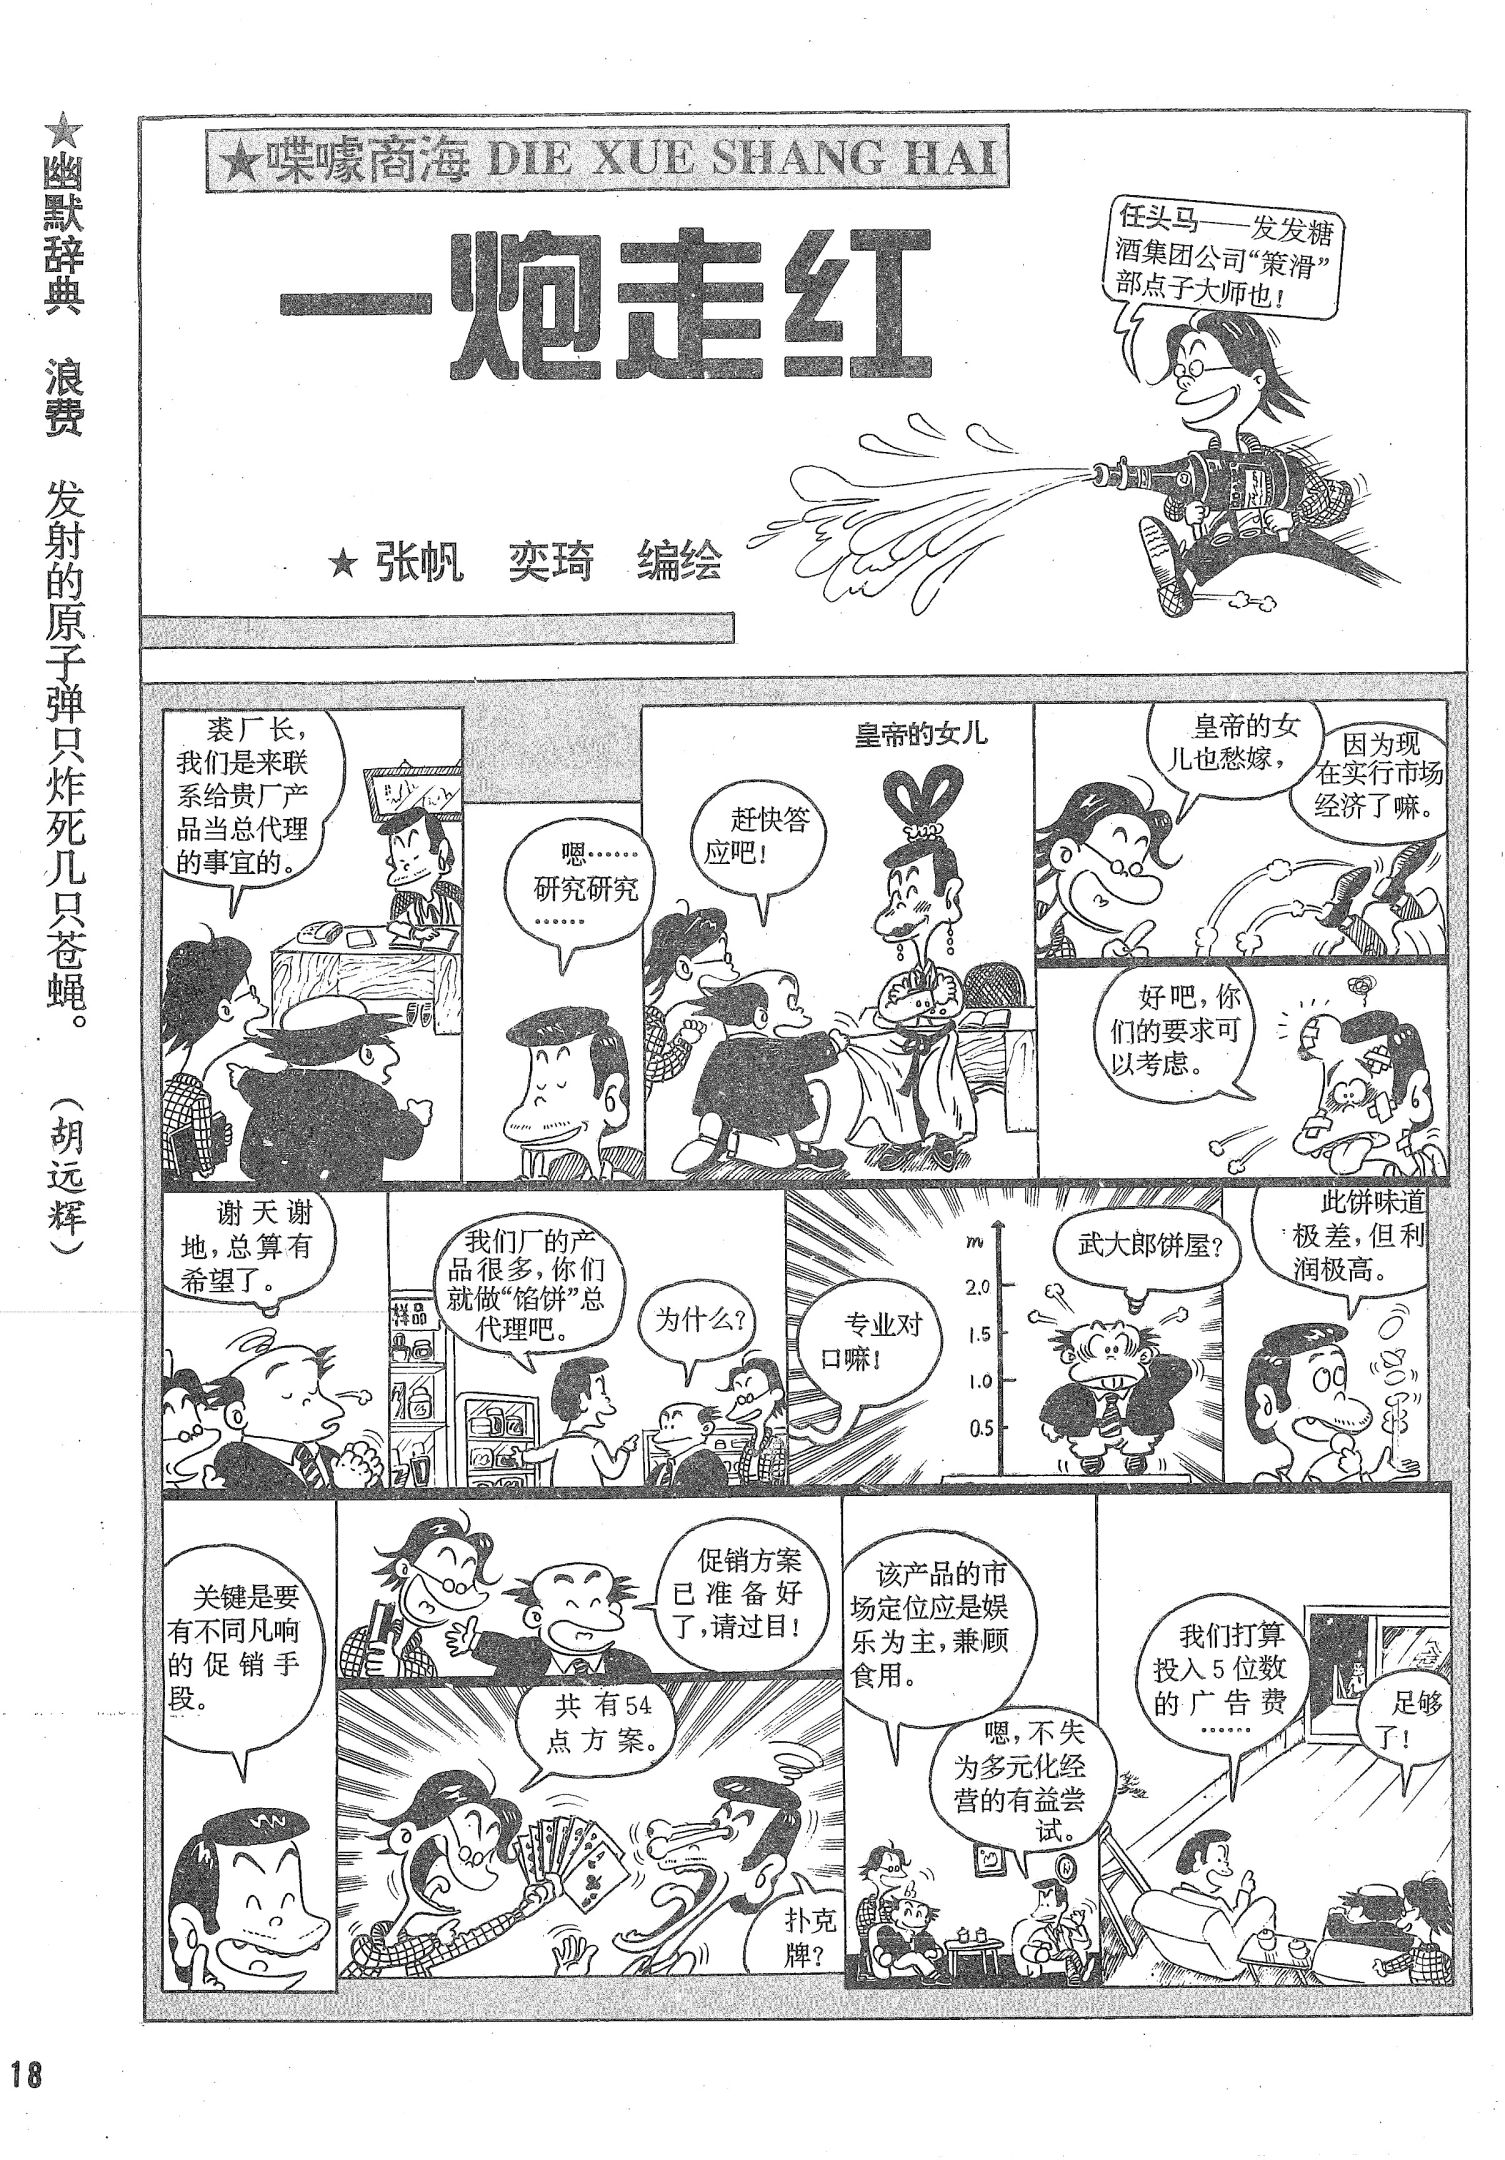 ★喋噱商海 DIE XUE SHANG HAI
一炮走红
任头马——发发糖
酒集团公司“策滑”
部点子大师也!
★ 张帆 奕琦 编绘
★幽默辞典 浪费 发射的原子弹只炸死几只苍蝇。 (胡远辉)
裘厂长,
我们是来联
系给贵厂产
品当总代理
的事宜的。
嗯……
研究研究
……
赶快答
应吧!
皇帝的女儿
皇帝的女
儿也愁嫁,
因为现
在实行市场
经济了嘛。
好吧,你
们的要求可
以考虑。
谢天谢
地,总算有
希望了。
样品
我们厂的产
品很多,你们
就做“馅饼”总
代理吧。
为什么?
专业对
口嘛!
m
2.0
1.5
1.0
0.5
武大郎饼屋?
此饼味道
极差,但利
润极高。
关键是要
有不同凡响
的促销手
段。
促销方案
已准备好
了,请过目!
共有54
点方案。
扑克
牌?
该产品的市
场定位应是娱
乐为主,兼顾
食用。
嗯,不失
为多元化经
营的有益尝
试。
我们打算
投入5位数
的广告费
……
足够
了!
18